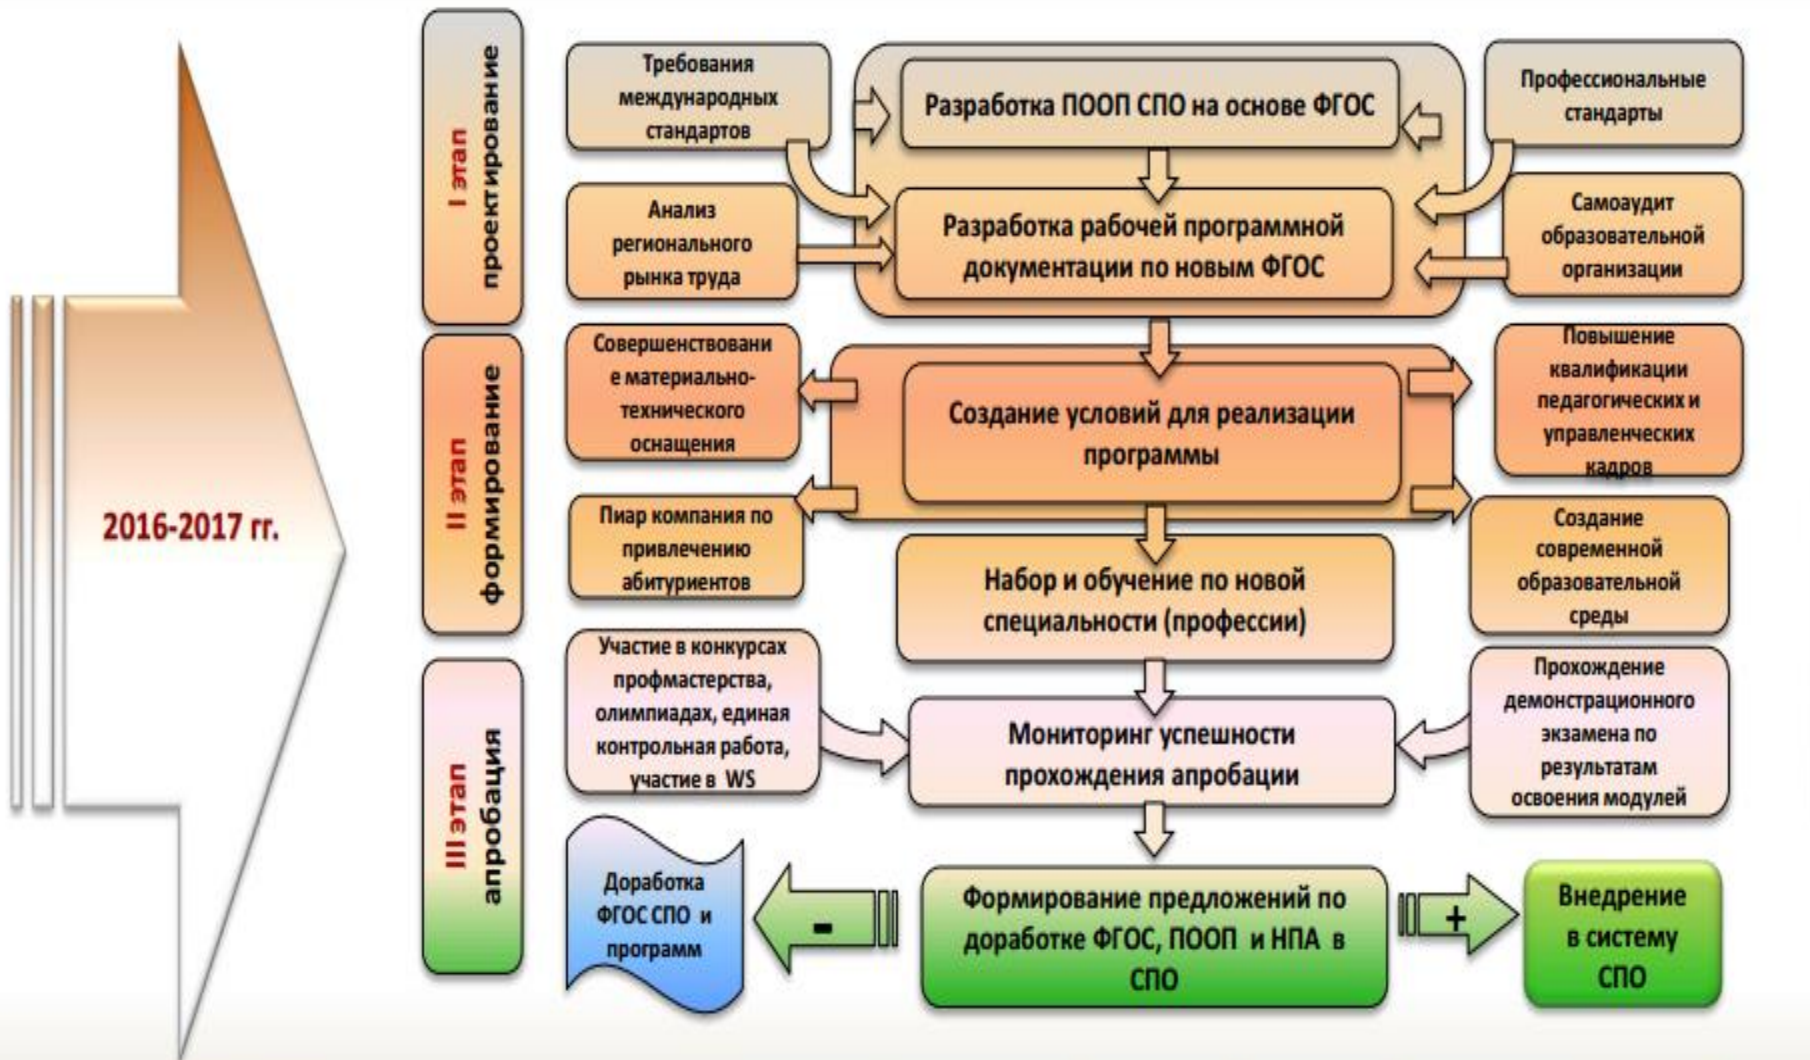 2016-2017 гг.
I этап
проектирование
Требования
международных
стандартов
Разработка ПООП СПО на основе ФГОС
Профессиональные
стандарты
Анализ
регионального
рынка труда
Разработка рабочей программной
документации по новым ФГОС
Самоаудит
образовательной
организации
II этап
формирование
Совершенствовани
е материально-
технического
оснащения
Создание условий для реализации
программы
Повышение
квалификации
педагогических и
управленческих
кадров
Пиар компания по
привлечению
абитуриентов
Набор и обучение по новой
специальности (профессии)
Создание
современной
образовательной
среды
III этап
апробация
Участие в конкурсах
профмастерства,
олимпиадах, единая
контрольная работа,
участие в WS
Мониторинг успешности
прохождения апробации
Прохождение
демонстрационного
экзамена по
результатам
освоения модулей
Доработка
ФГОС СПО и
программ
-
Формирование предложений по
доработке ФГОС, ПООП и НПА в
СПО
+
Внедрение
в систему
СПО